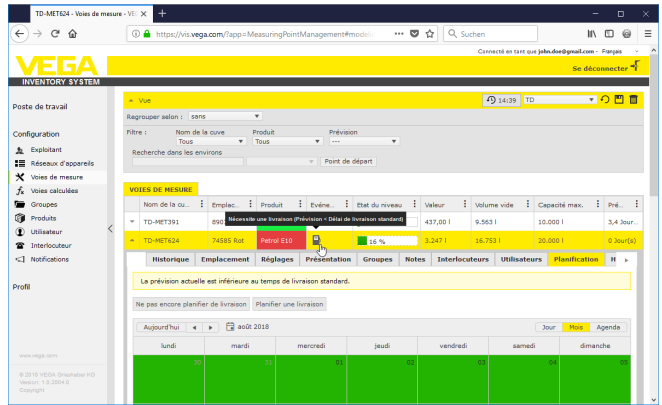 TD-MET624 - Voies de mesure - VE
https://vis.vega.com/?app=MeasuringPointManagement#mode
Q Suchen
Connecté en tant que john.doe@gmail.com - Français
VEGA
INVENTORY SYSTEM
Se déconnecter
Poste de travail
Configuration
Exploitant
Réseaux d'appareils
Voies de mesure
Voies calculées
Groupes
Produits
Utilisateur
Interlocuteur
Notifications
Profil
www.vega.com
© 2018 VEGA Grieshaber KG
Version: 1.0.2004.0
Copyright
Vue
14:39
TD
Regrouper selon : sans
Filtre : Nom de la cuve Produit Prévision
Tous Tous ---
Recherche dans les environs
Point de départ
VOIES DE MESURE
Nom de la cu... Emplac... Produit Evéne... Etat du niveau Valeur Volume vide Capacité max. Pré...
Nécessite une livraison (Prévision < Délai de livraison standard)
TD-MET391 890 437,00 l 9.563 l 10.000 l 3,4 Jour...
TD-MET624 74585 Rot Petrol E10 16 % 3.247 l 16.753 l 20.000 l 0 Jour(s)
Historique Emplacement Réglages Présentation Groupes Notes Interlocuteurs Utilisateurs Planification H
La prévision actuelle est inférieure au temps de livraison standard.
Ne pas encore planifier de livraison Planifier une livraison
Aujourd'hui août 2018 Jour Mois Agenda
lundi mardi mercredi jeudi vendredi samedi dimanche
30 31 01 02 03 04 05